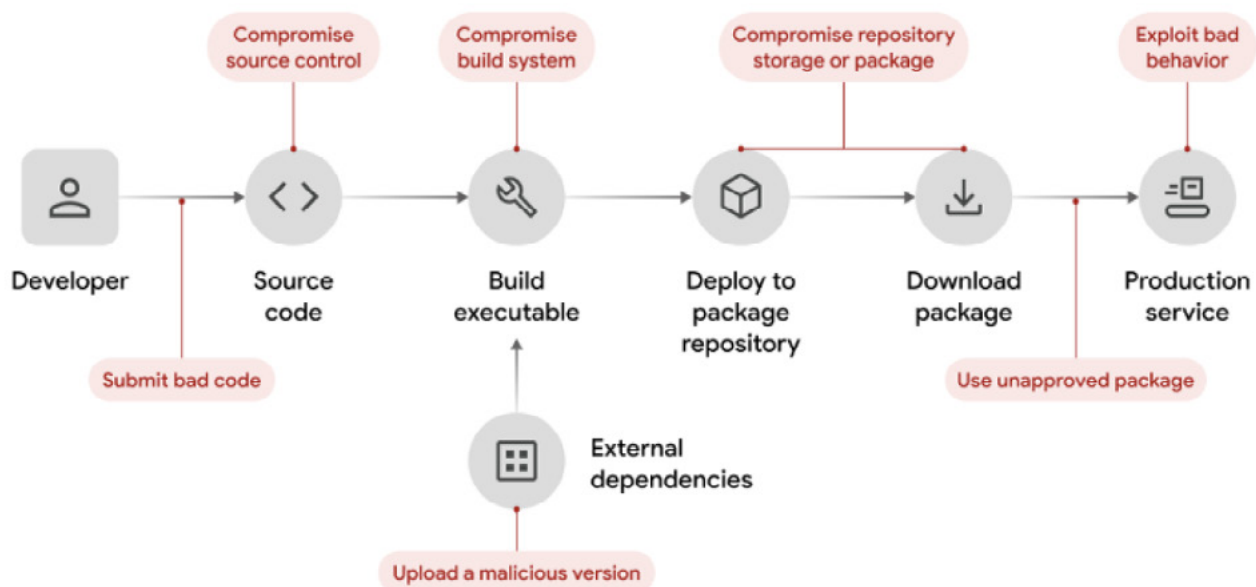 Compromise
source control
Compromise
build system
Compromise repository
storage or package
Exploit bad
behavior
Developer
Source
code
Build
executable
Deploy to
package
repository
Download
package
Production
service
Submit bad code
Use unapproved package
External
dependencies
Upload a malicious version